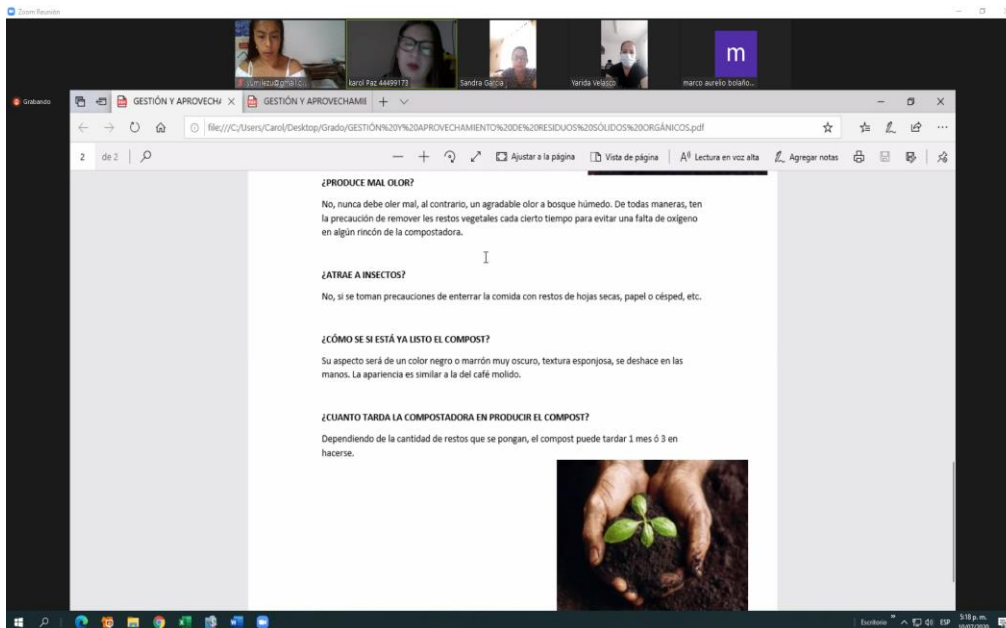 Zoom Reunión
karol Paz 44499173
Sandra Garcia
Yarida Velasco
m
marco aurelio bolaño...
Grabando
GESTIÓN Y APROVECHA
GESTIÓN Y APROVECHAMIE
file:///C:/Users/Carol/Desktop/Grado/GESTIÓN%20Y%20APROVECHAMIENTO%20DE%20RESIDUOS%20SÓLIDOS%20ORGÁNICOS.pdf
2 de 2
Ajustar a la página
Vista de página
Lectura en voz alta
Agregar notas
¿PRODUCE MAL OLOR?
No, nunca debe oler mal, al contrario, un agradable olor a bosque húmedo. De todas maneras, ten
la precaución de remover les restos vegetales cada cierto tiempo para evitar una falta de oxígeno
en algún rincón de la compostadora.
¿ATRAE A INSECTOS?
No, si se toman precauciones de enterrar la comida con restos de hojas secas, papel o césped, etc.
¿CÓMO SE SI ESTÁ YA LISTO EL COMPOST?
Su aspecto será de un color negro o marrón muy oscuro, textura esponjosa, se deshace en las
manos. La apariencia es similar a la del café molido.
¿CUANTO TARDA LA COMPOSTADORA EN PRODUCIR EL COMPOST?
Dependiendo de la cantidad de restos que se pongan, el compost puede tardar 1 mes ó 3 en
hacerse.
Escritorio
ESP
5:18 p. m.